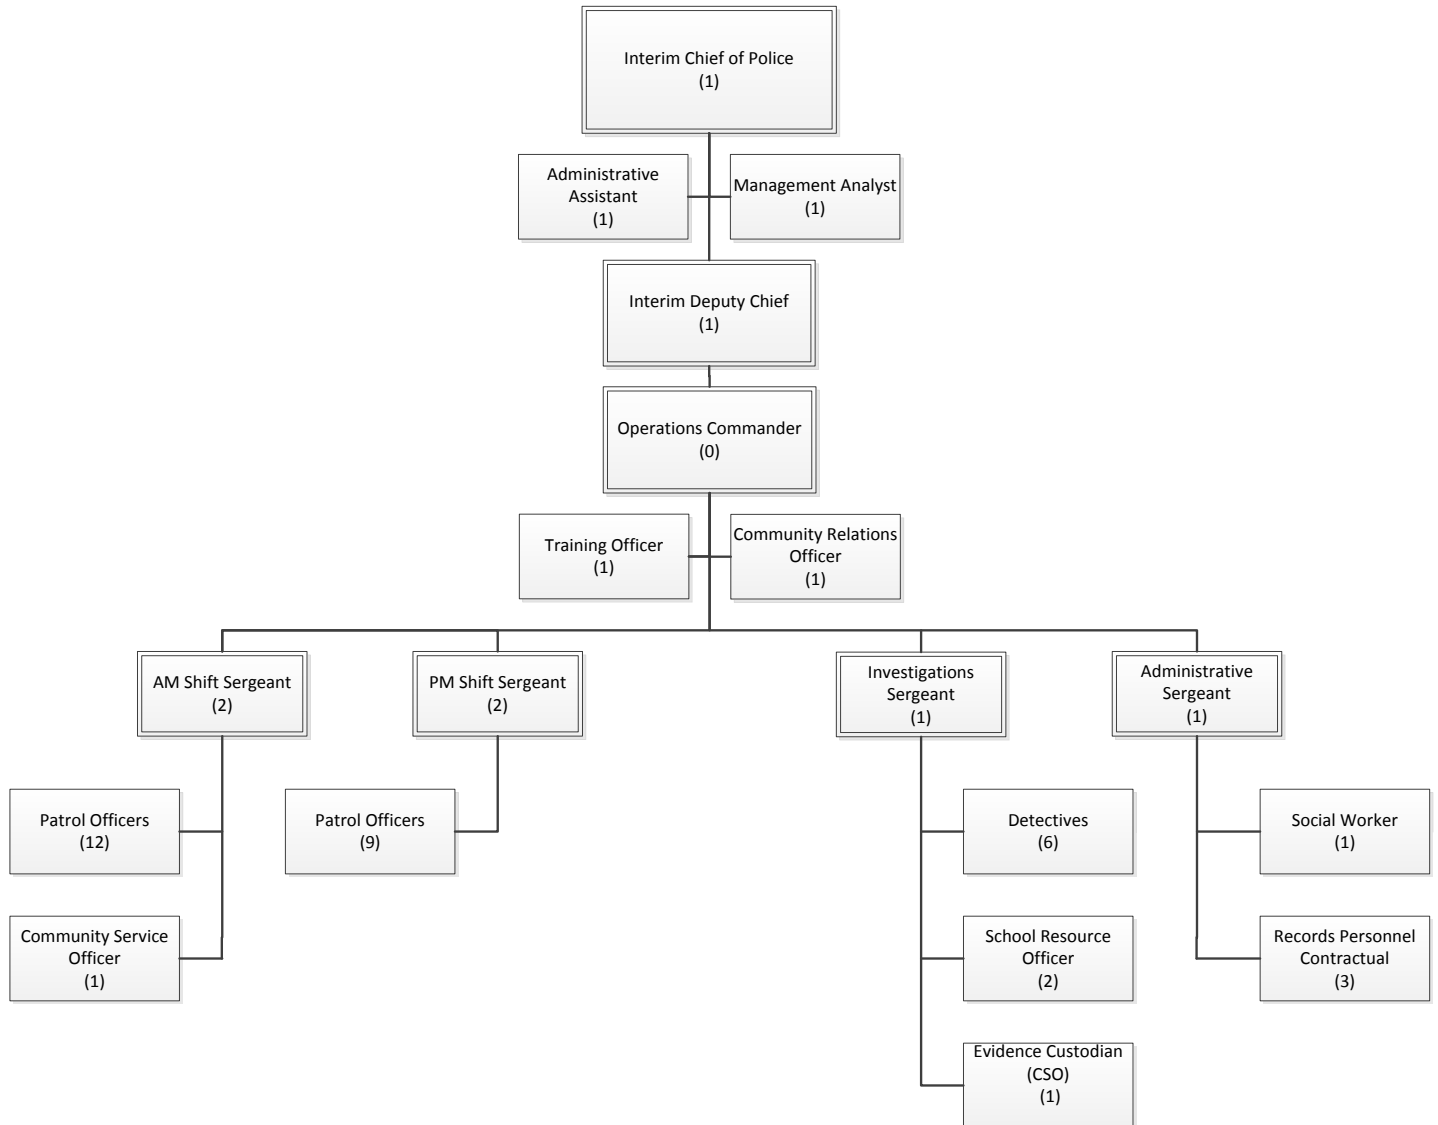 Interim Chief of Police
(1)
Administrative
Assistant
(1)
Management Analyst
(1)
Interim Deputy Chief
(1)
Operations Commander
(0)
Training Officer
(1)
Community Relations
Officer
(1)
AM Shift Sergeant
(2)
PM Shift Sergeant
(2)
Investigations
Sergeant
(1)
Administrative
Sergeant
(1)
Patrol Officers
(12)
Patrol Officers
(9)
Detectives
(6)
Social Worker
(1)
Community Service
Officer
(1)
School Resource
Officer
(2)
Records Personnel
Contractual
(3)
Evidence Custodian
(CSO)
(1)